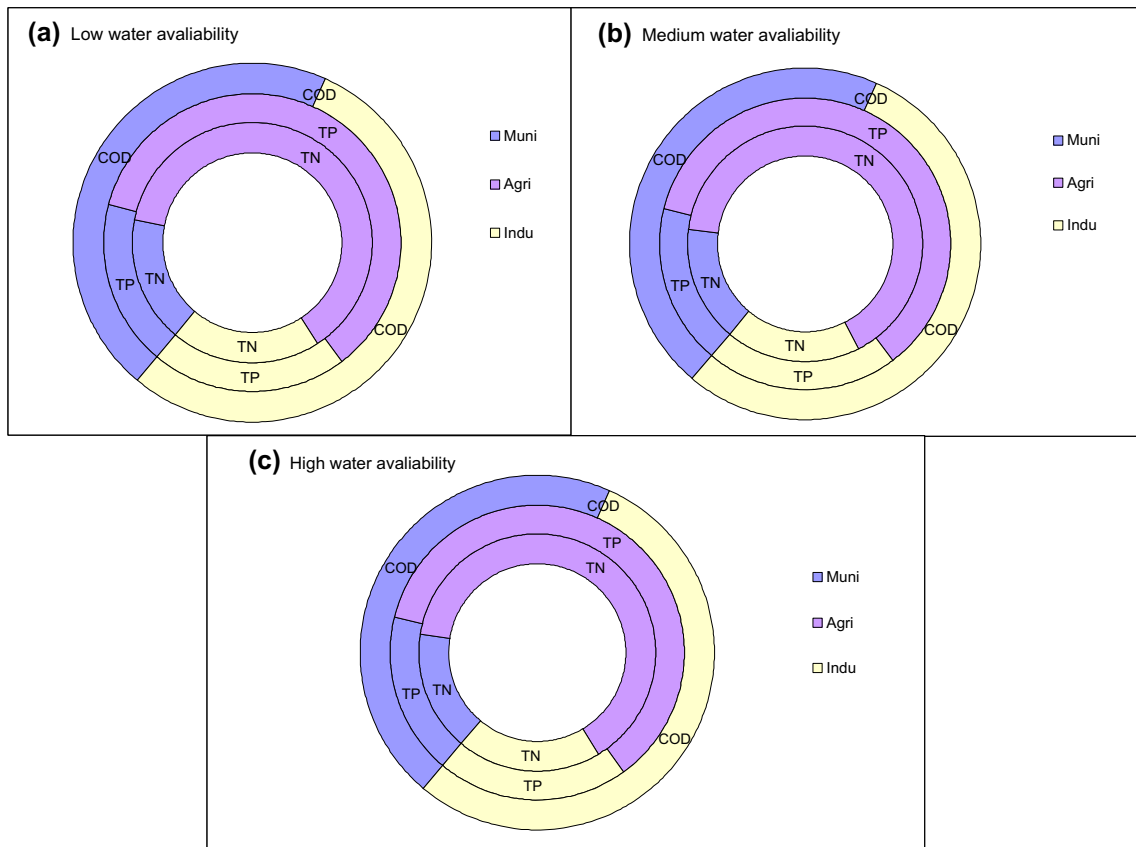 (a) Low water avaliability
COD
TP
TN
COD
TP
TN
TN
TP
COD
Muni
Agri
Indu
(b) Medium water avaliability
COD
TP
TN
COD
TP
TN
TN
TP
COD
Muni
Agri
Indu
(c) High water avaliability
COD
TP
TN
COD
TP
TN
TN
TP
COD
Muni
Agri
Indu